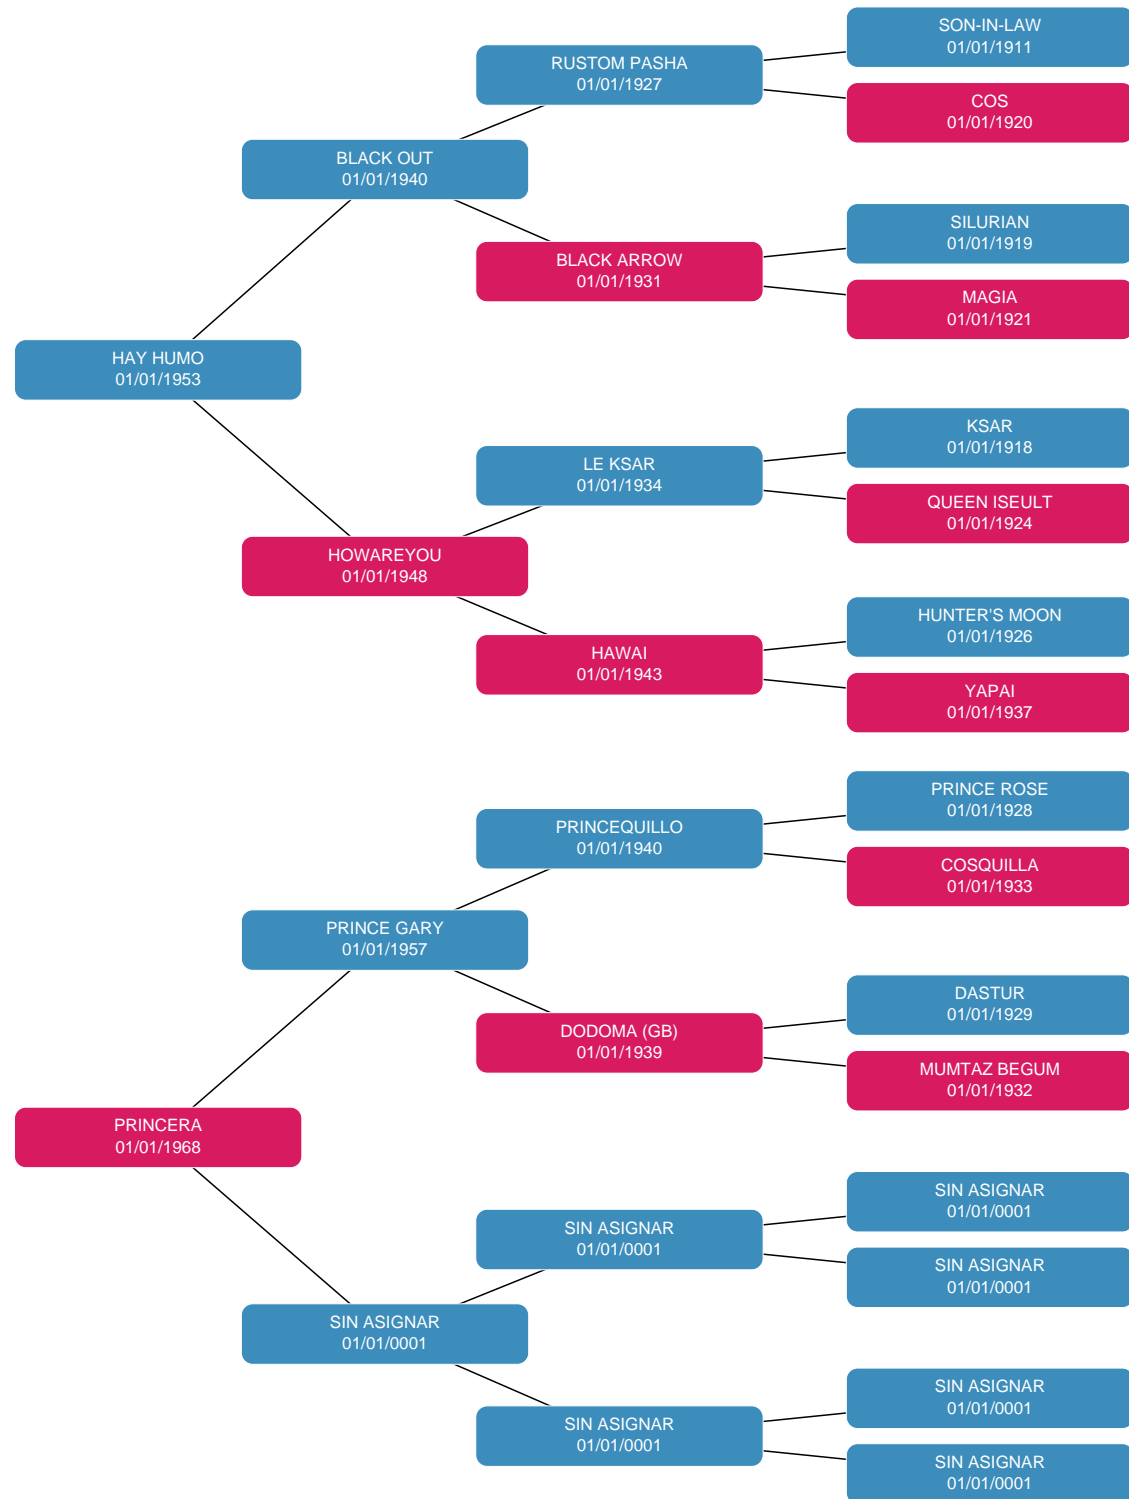 SON-IN-LAW
01/01/1911
RUSTOM PASHA
01/01/1927
COS
01/01/1920
BLACK OUT
01/01/1940
SILURIAN
01/01/1919
BLACK ARROW
01/01/1931
MAGIA
01/01/1921
HAY HUMO
01/01/1953
KSAR
01/01/1918
LE KSAR
01/01/1934
QUEEN ISEULT
01/01/1924
HOWAREYOU
01/01/1948
HUNTER'S MOON
01/01/1926
HAWAI
01/01/1943
YAPAI
01/01/1937
PRINCE ROSE
01/01/1928
PRINCEQUILLO
01/01/1940
COSQUILLA
01/01/1933
PRINCE GARY
01/01/1957
DASTUR
01/01/1929
DODOMA (GB)
01/01/1939
MUMTAZ BEGUM
01/01/1932
PRINCERA
01/01/1968
SIN ASIGNAR
01/01/0001
SIN ASIGNAR
01/01/0001
SIN ASIGNAR
01/01/0001
SIN ASIGNAR
01/01/0001
SIN ASIGNAR
01/01/0001
SIN ASIGNAR
01/01/0001
SIN ASIGNAR
01/01/0001